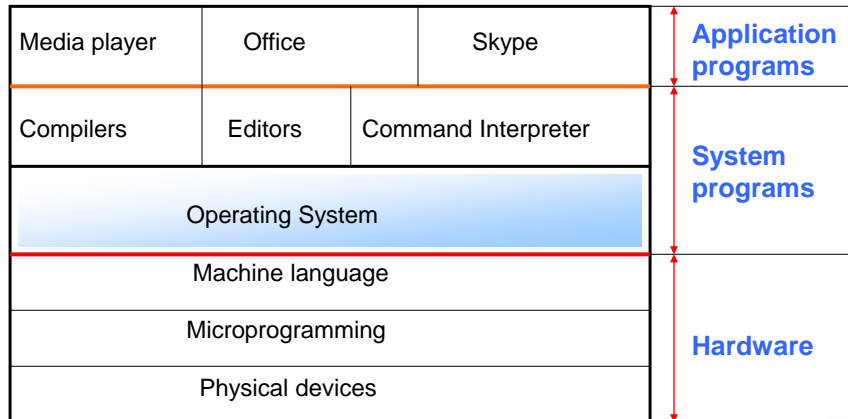 Media player Office Skype
Application
programs
Compilers Editors Command Interpreter
System
programs
Operating System
Machine language
Microprogramming
Hardware
Physical devices